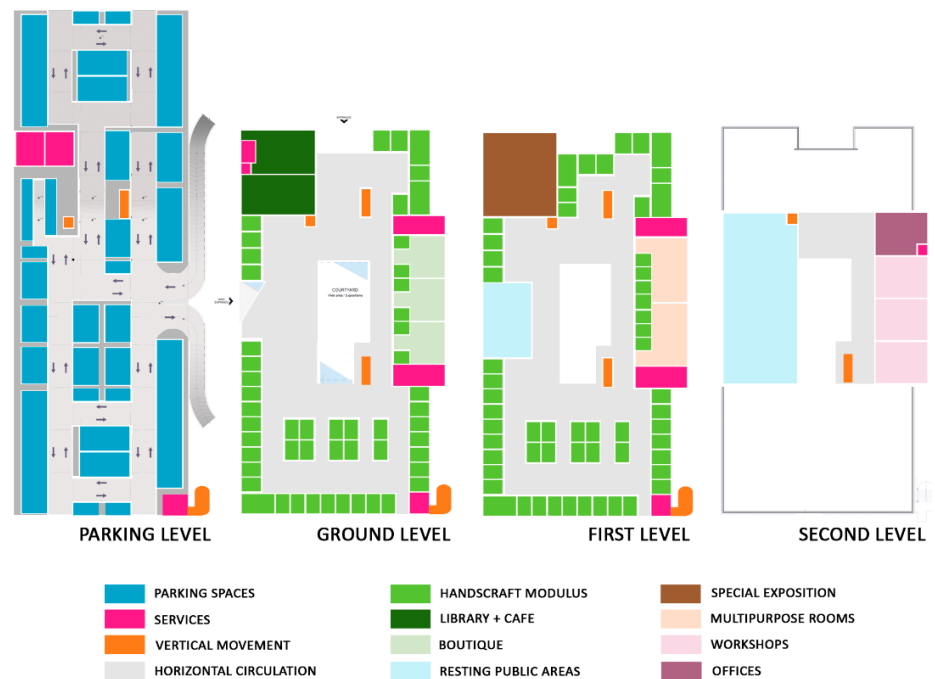 COURTYARD
PARKING LEVEL
GROUND LEVEL
FIRST LEVEL
SECOND LEVEL
PARKING SPACES
SERVICES
VERTICAL MOVEMENT
HORIZONTAL CIRCULATION
HANDSCRAFT MODULUS
LIBRARY + CAFE
BOUTIQUE
RESTING PUBLIC AREAS
SPECIAL EXPOSITION
MULTIPURPOSE ROOMS
WORKSHOPS
OFFICES